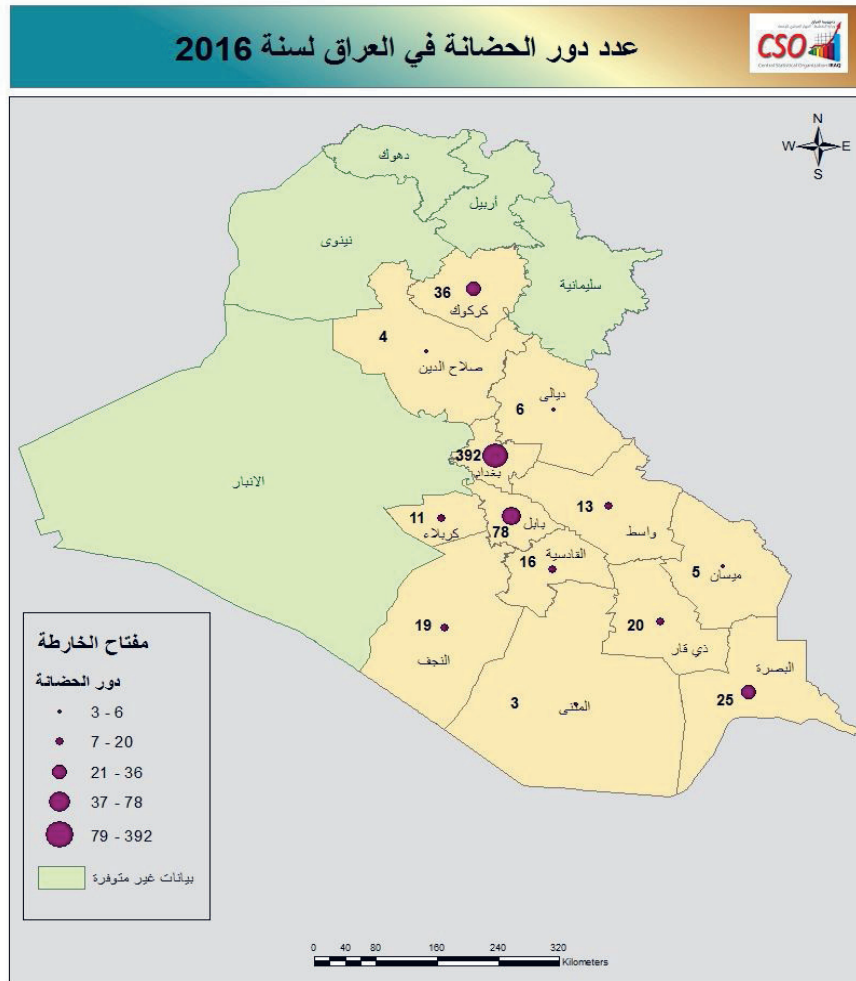 عدد دور الحضانة في العراق لسنة 2016
CSO
Central Statistical Organization IRAQ
N
W E
S
دهوك
أربيل
نينوى
سليمانية
36
كركوك
4
صلاح الدين
ديالى
6
392
بغداد
الانبار
11
كربلاء
بابل
78
13
واسط
القادسية
16
5
ميسان
19
النجف
20
ذي قار
البصرة
25
3
المثنى
مفتاح الخارطة
دور الحضانة
3 - 6
7 - 20
21 - 36
37 - 78
79 - 392
بيانات غير متوفرة
0 40 80 160 240 320
Kilometers